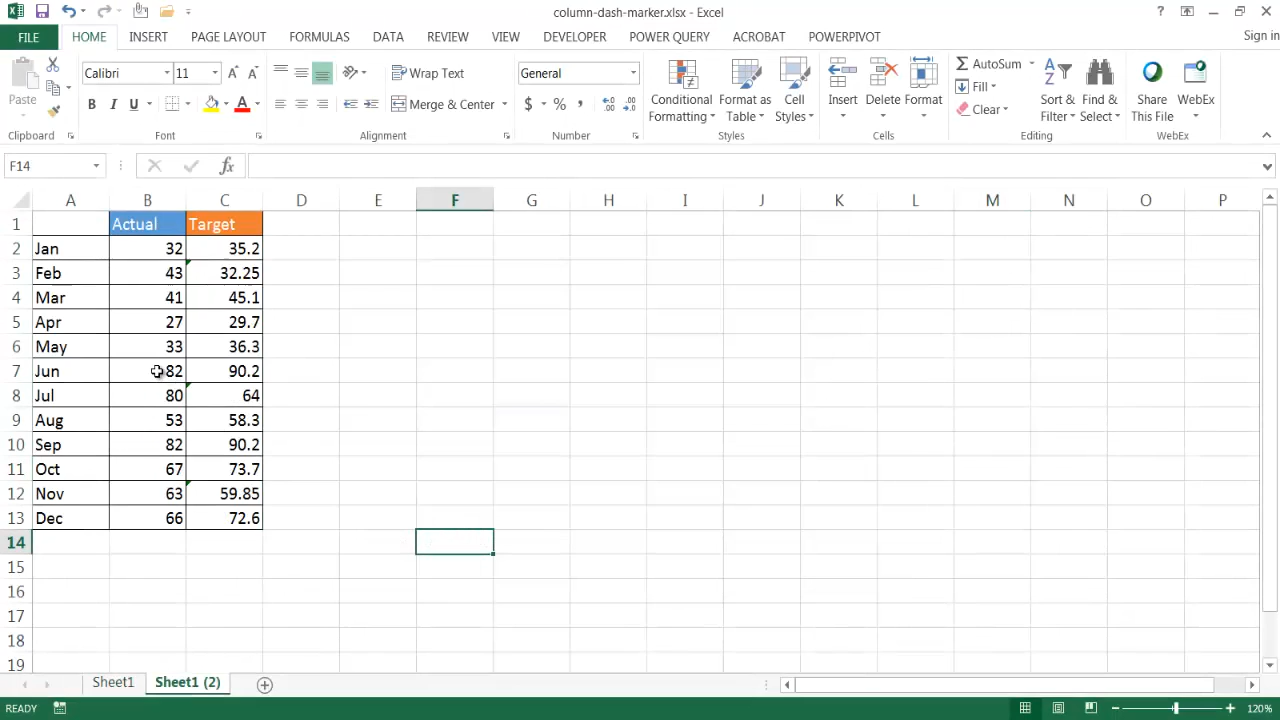 column-dash-marker.xlsx - Excel
?
FILE HOME INSERT PAGE LAYOUT FORMULAS DATA REVIEW VIEW DEVELOPER POWER QUERY ACROBAT POWERPIVOT Sign in
Paste
Calibri 11
Wrap Text
General
Conditional Formatting
Format as Table
Cell Styles
Insert Delete Format
AutoSum
Fill
Clear
Sort & Filter
Find & Select
Share This File
WebEx
B I U A
Merge & Center
$ % ,
Clipboard Font Alignment Number Styles Cells Editing WebEx
F14 fx
A B C D E F G H I J K L M N O P
1 Actual Target
2 Jan 32 35.2
3 Feb 43 32.25
4 Mar 41 45.1
5 Apr 27 29.7
6 May 33 36.3
7 Jun 82 90.2
8 Jul 80 64
9 Aug 53 58.3
10 Sep 82 90.2
11 Oct 67 73.7
12 Nov 63 59.85
13 Dec 66 72.6
14
15
16
17
18
19
Sheet1 Sheet1 (2)
READY 120%